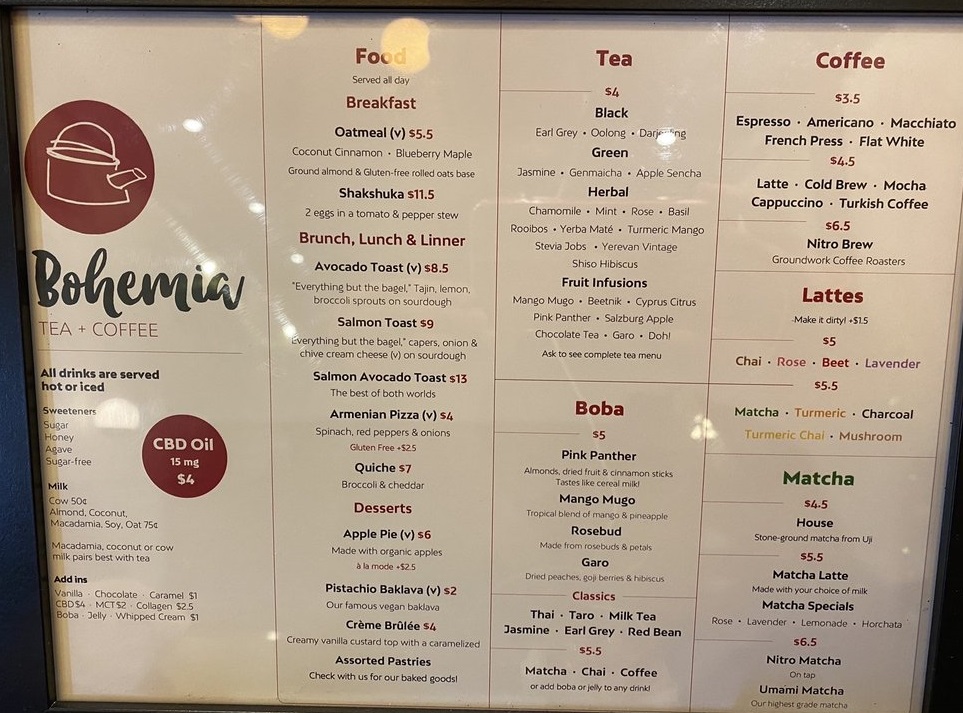 Bohemia
TEA + COFFEE
All drinks are served
hot or iced
Sweeteners
Sugar
Honey
Agave
Sugar-free
CBD Oil
15 mg
$4
Milk
Cow 50¢
Almond, Coconut,
Macadamia, Soy, Oat 75¢
Macadamia, coconut or cow
milk pairs best with tea
Add ins
Vanilla · Chocolate · Caramel $1
CBD $4 · MCT $2 · Collagen $2.5
Boba · Jelly · Whipped Cream $1
Food
Served all day
Breakfast
Oatmeal (v) $5.5
Coconut Cinnamon • Blueberry Maple
Ground almond & Gluten-free rolled oats base
Shakshuka $11.5
2 eggs in a tomato & pepper stew
Brunch, Lunch & Linner
Avocado Toast (v) $8.5
"Everything but the bagel," Tajin, lemon,
broccoli sprouts on sourdough
Salmon Toast $9
"Everything but the bagel," capers, onion &
chive cream cheese (v) on sourdough
Salmon Avocado Toast $13
The best of both worlds
Armenian Pizza (v) $4
Spinach, red peppers & onions
Gluten Free +$2.5
Quiche $7
Broccoli & cheddar
Desserts
Apple Pie (v) $6
Made with organic apples
à la mode +$2.5
Pistachio Baklava (v) $2
Our famous vegan baklava
Crème Brûlée $4
Creamy vanilla custard top with a caramelized
Assorted Pastries
Check with us for our baked goods!
Tea
$4
Black
Earl Grey • Oolong • Darjeeling
Green
Jasmine • Genmaicha • Apple Sencha
Herbal
Chamomile • Mint • Rose • Basil
Rooibos • Yerba Maté • Turmeric Mango
Stevia Jobs • Yerevan Vintage
Shiso Hibiscus
Fruit Infusions
Mango Mugo • Beetnik • Cyprus Citrus
Pink Panther • Salzburg Apple
Chocolate Tea • Garo • Doh!
Ask to see complete tea menu
Boba
$5
Pink Panther
Almonds, dried fruit & cinnamon sticks
Tastes like cereal milk!
Mango Mugo
Tropical blend of mango & pineapple
Rosebud
Made from rosebuds & petals
Garo
Dried peaches, goji berries & hibiscus
Classics
Thai · Taro · Milk Tea
Jasmine · Earl Grey · Red Bean
$5.5
Matcha · Chai · Coffee
or add boba or jelly to any drink!
Coffee
$3.5
Espresso · Americano · Macchiato
French Press · Flat White
$4.5
Latte · Cold Brew · Mocha
Cappuccino · Turkish Coffee
$6.5
Nitro Brew
Groundwork Coffee Roasters
Lattes
Make it dirty! +$1.5
$5
Chai · Rose · Beet · Lavender
$5.5
Matcha · Turmeric · Charcoal
Turmeric Chai · Mushroom
Matcha
$4.5
House
Stone-ground matcha from Uji
$5.5
Matcha Latte
Made with your choice of milk
Matcha Specials
Rose • Lavender • Lemonade • Horchata
$6.5
Nitro Matcha
On tap
Umami Matcha
Our highest grade matcha